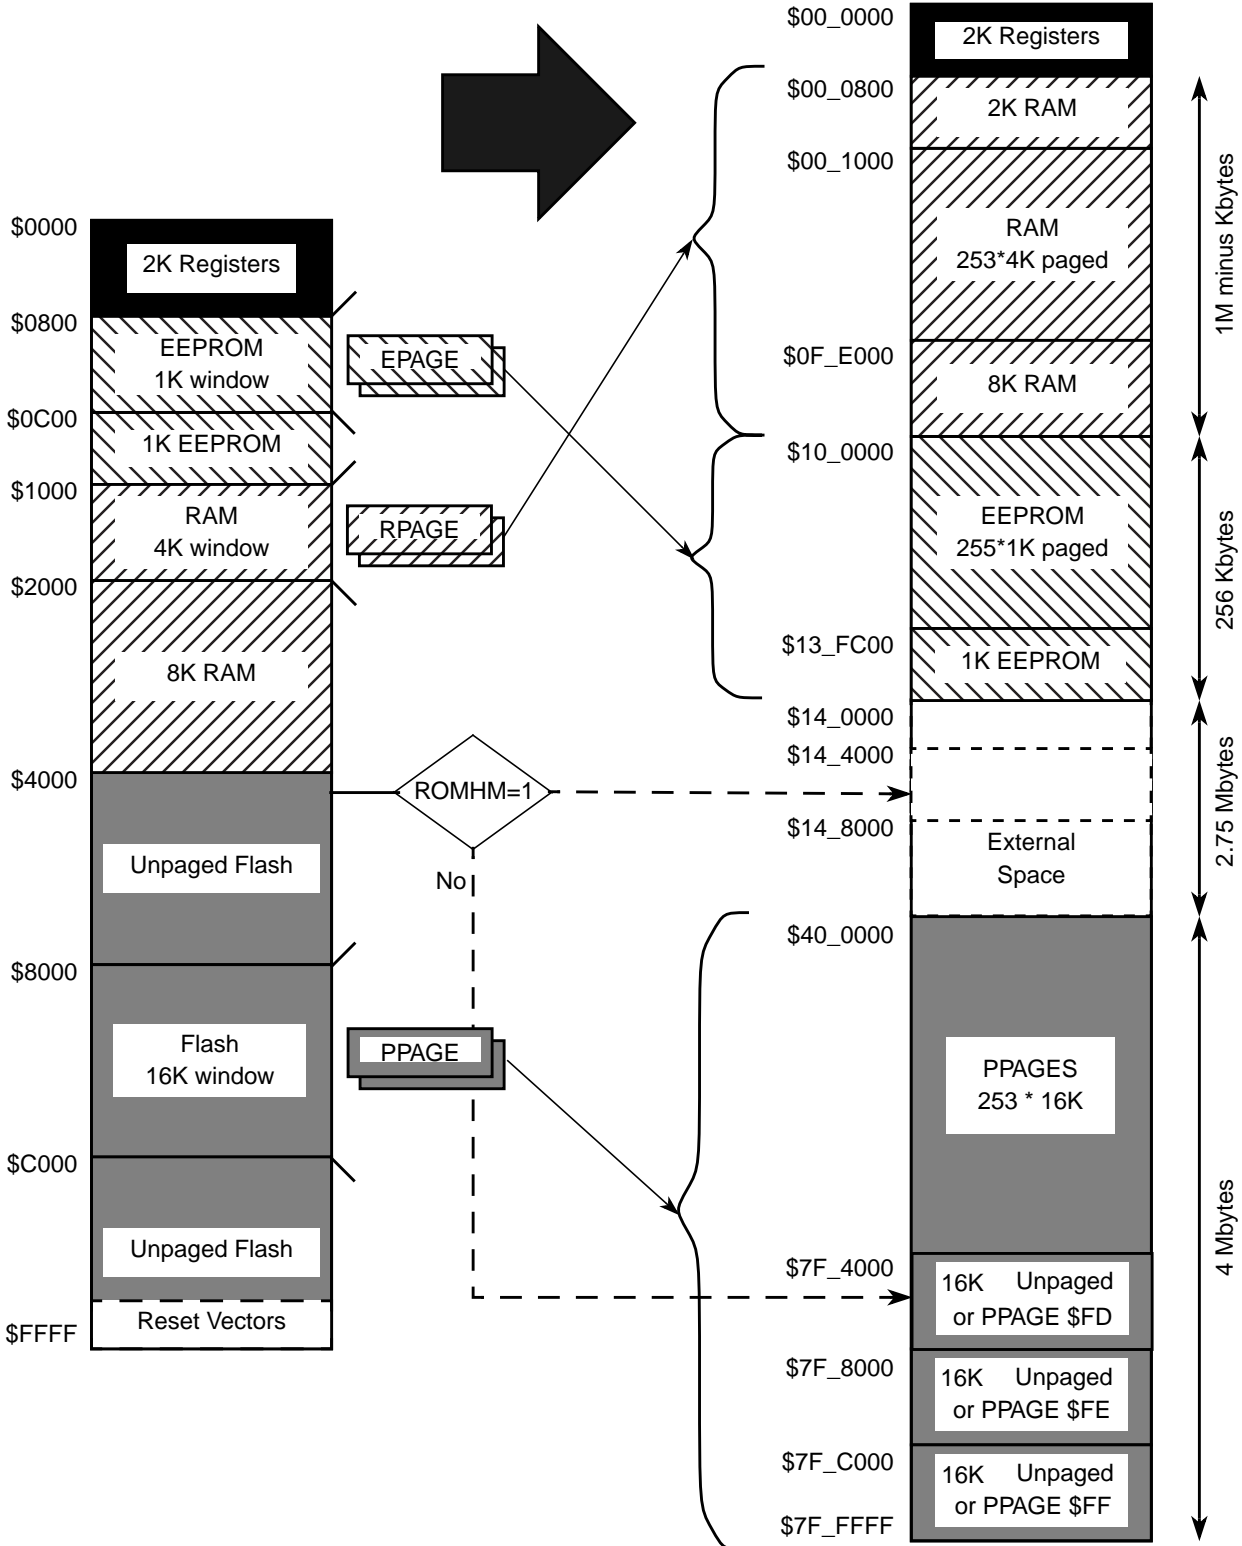 $0000
2K Registers
$0800
EEPROM
1K window
$0C00
1K EEPROM
$1000
RAM
4K window
$2000
8K RAM
$4000
Unpaged Flash
$8000
Flash
16K window
$C000
Unpaged Flash
Reset Vectors
$FFFF
EPAGE
RPAGE
ROMHM=1
No
PPAGE
$00_0000
2K Registers
$00_0800
2K RAM
$00_1000
RAM
253*4K paged
$0F_E000
8K RAM
$10_0000
EEPROM
255*1K paged
$13_FC00
1K EEPROM
$14_0000
$14_4000
$14_8000
External
Space
$40_0000
PPAGES
253 * 16K
$7F_4000
16K Unpaged
or PPAGE $FD
$7F_8000
16K Unpaged
or PPAGE $FE
$7F_C000
16K Unpaged
or PPAGE $FF
$7F_FFFF
1M minus Kbytes
256 Kbytes
2.75 Mbytes
4 Mbytes